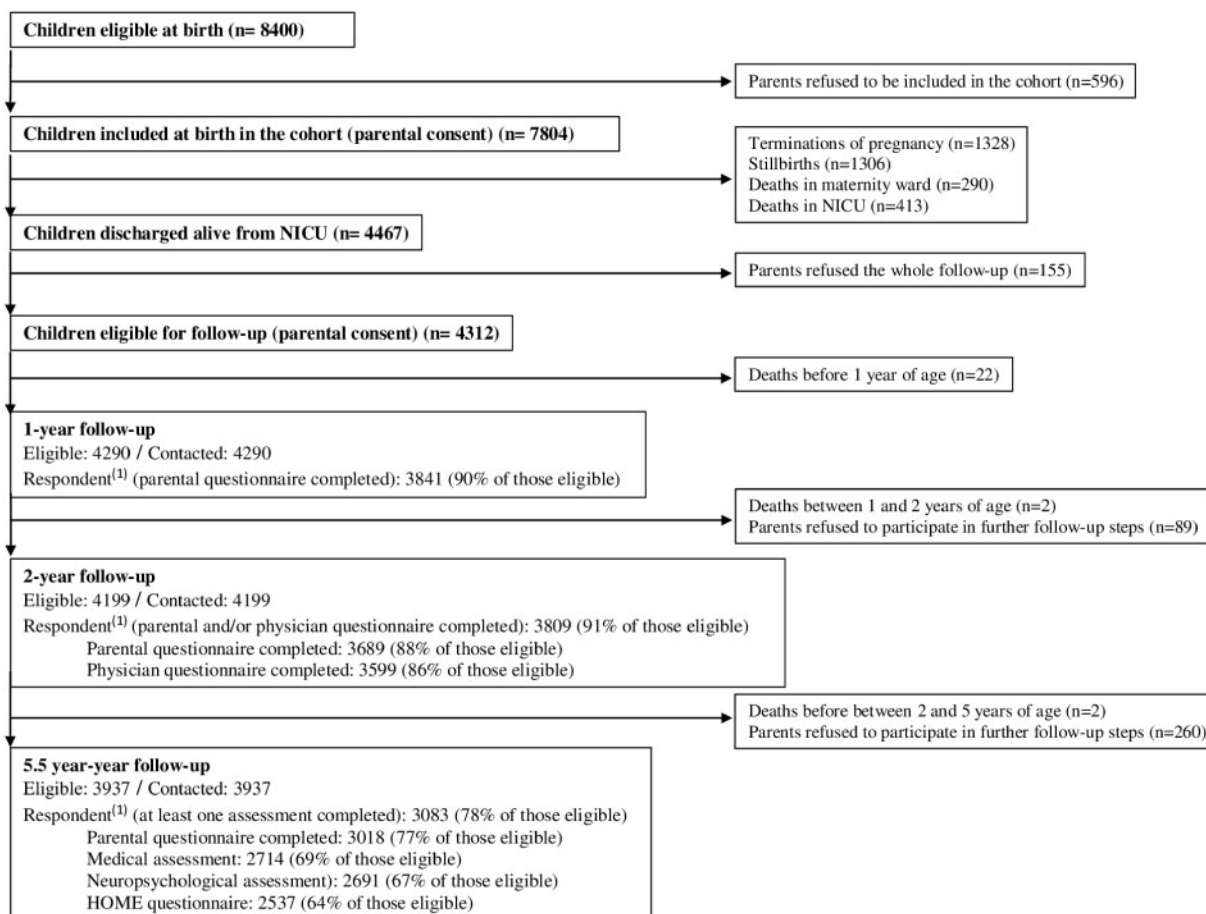 Children eligible at birth (n= 8400)
Parents refused to be included in the cohort (n=596)
Children included at birth in the cohort (parental consent) (n= 7804)
Terminations of pregnancy (n=1328)
Stillbirths (n=1306)
Deaths in maternity ward (n=290)
Deaths in NICU (n=413)
Children discharged alive from NICU (n= 4467)
Parents refused the whole follow-up (n=155)
Children eligible for follow-up (parental consent) (n= 4312)
Deaths before 1 year of age (n=22)
1-year follow-up
Eligible: 4290 / Contacted: 4290
Respondent(1) (parental questionnaire completed): 3841 (90% of those eligible)
Deaths between 1 and 2 years of age (n=2)
Parents refused to participate in further follow-up steps (n=89)
2-year follow-up
Eligible: 4199 / Contacted: 4199
Respondent(1) (parental and/or physician questionnaire completed): 3809 (91% of those eligible)
Parental questionnaire completed: 3689 (88% of those eligible)
Physician questionnaire completed: 3599 (86% of those eligible)
Deaths before between 2 and 5 years of age (n=2)
Parents refused to participate in further follow-up steps (n=260)
5.5 year-year follow-up
Eligible: 3937 / Contacted: 3937
Respondent(1) (at least one assessment completed): 3083 (78% of those eligible)
Parental questionnaire completed: 3018 (77% of those eligible)
Medical assessment: 2714 (69% of those eligible)
Neuropsychological assessment): 2691 (67% of those eligible)
HOME questionnaire: 2537 (64% of those eligible)